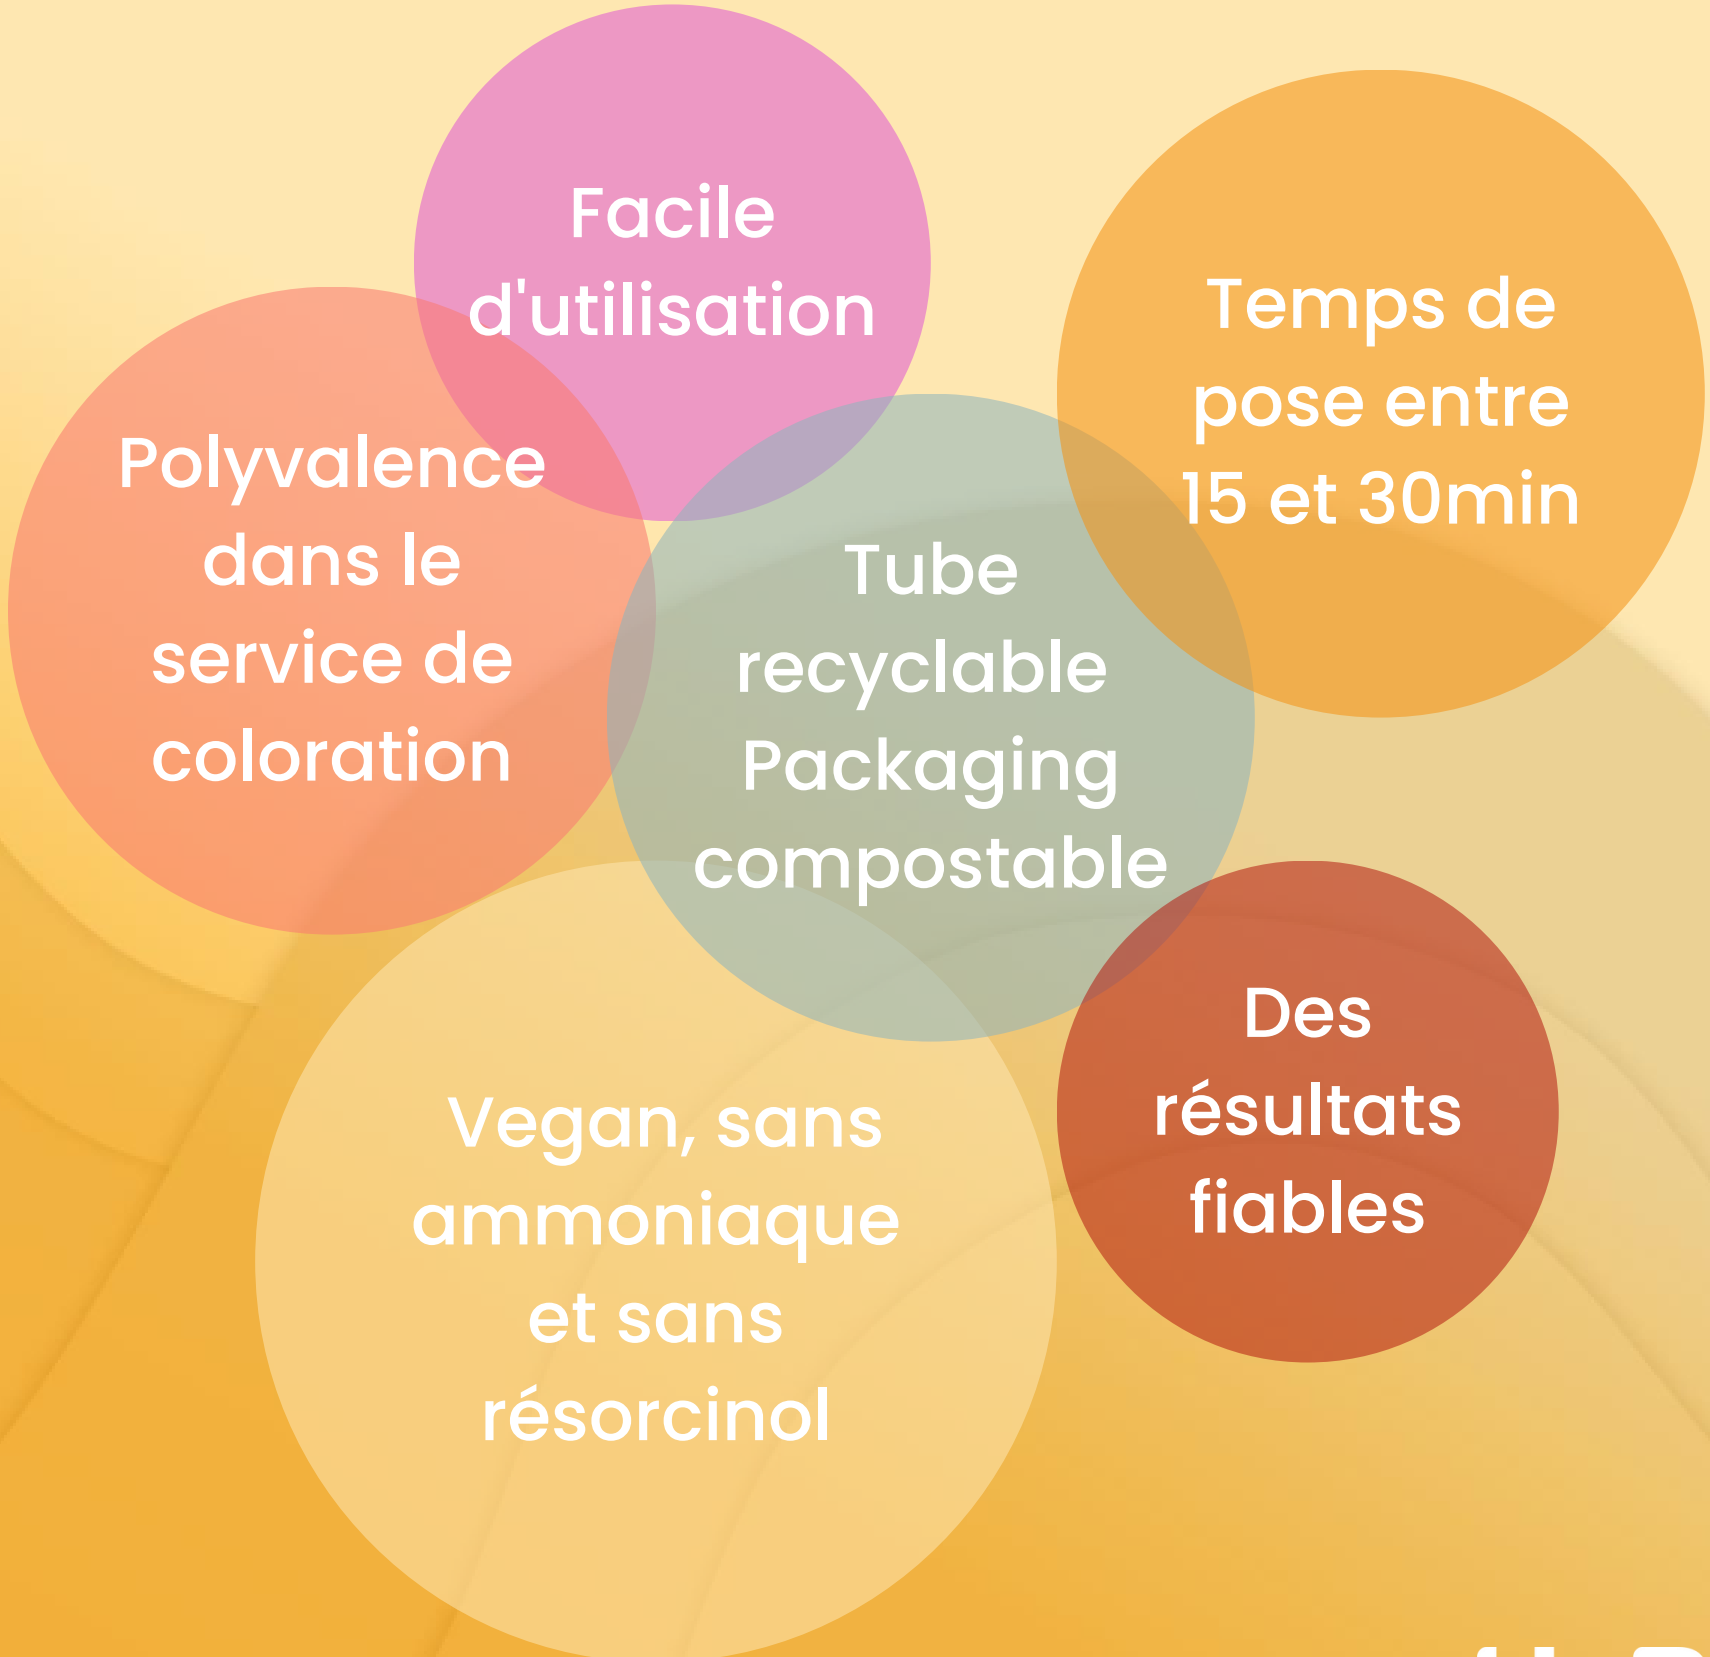 Facile
d'utilisation
Temps de
pose entre
15 et 30min
Polyvalence
dans le
service de
coloration
Tube
recyclable
Packaging
compostable
Des
résultats
fiables
Vegan, sans
ammoniaque
et sans
résorcinol